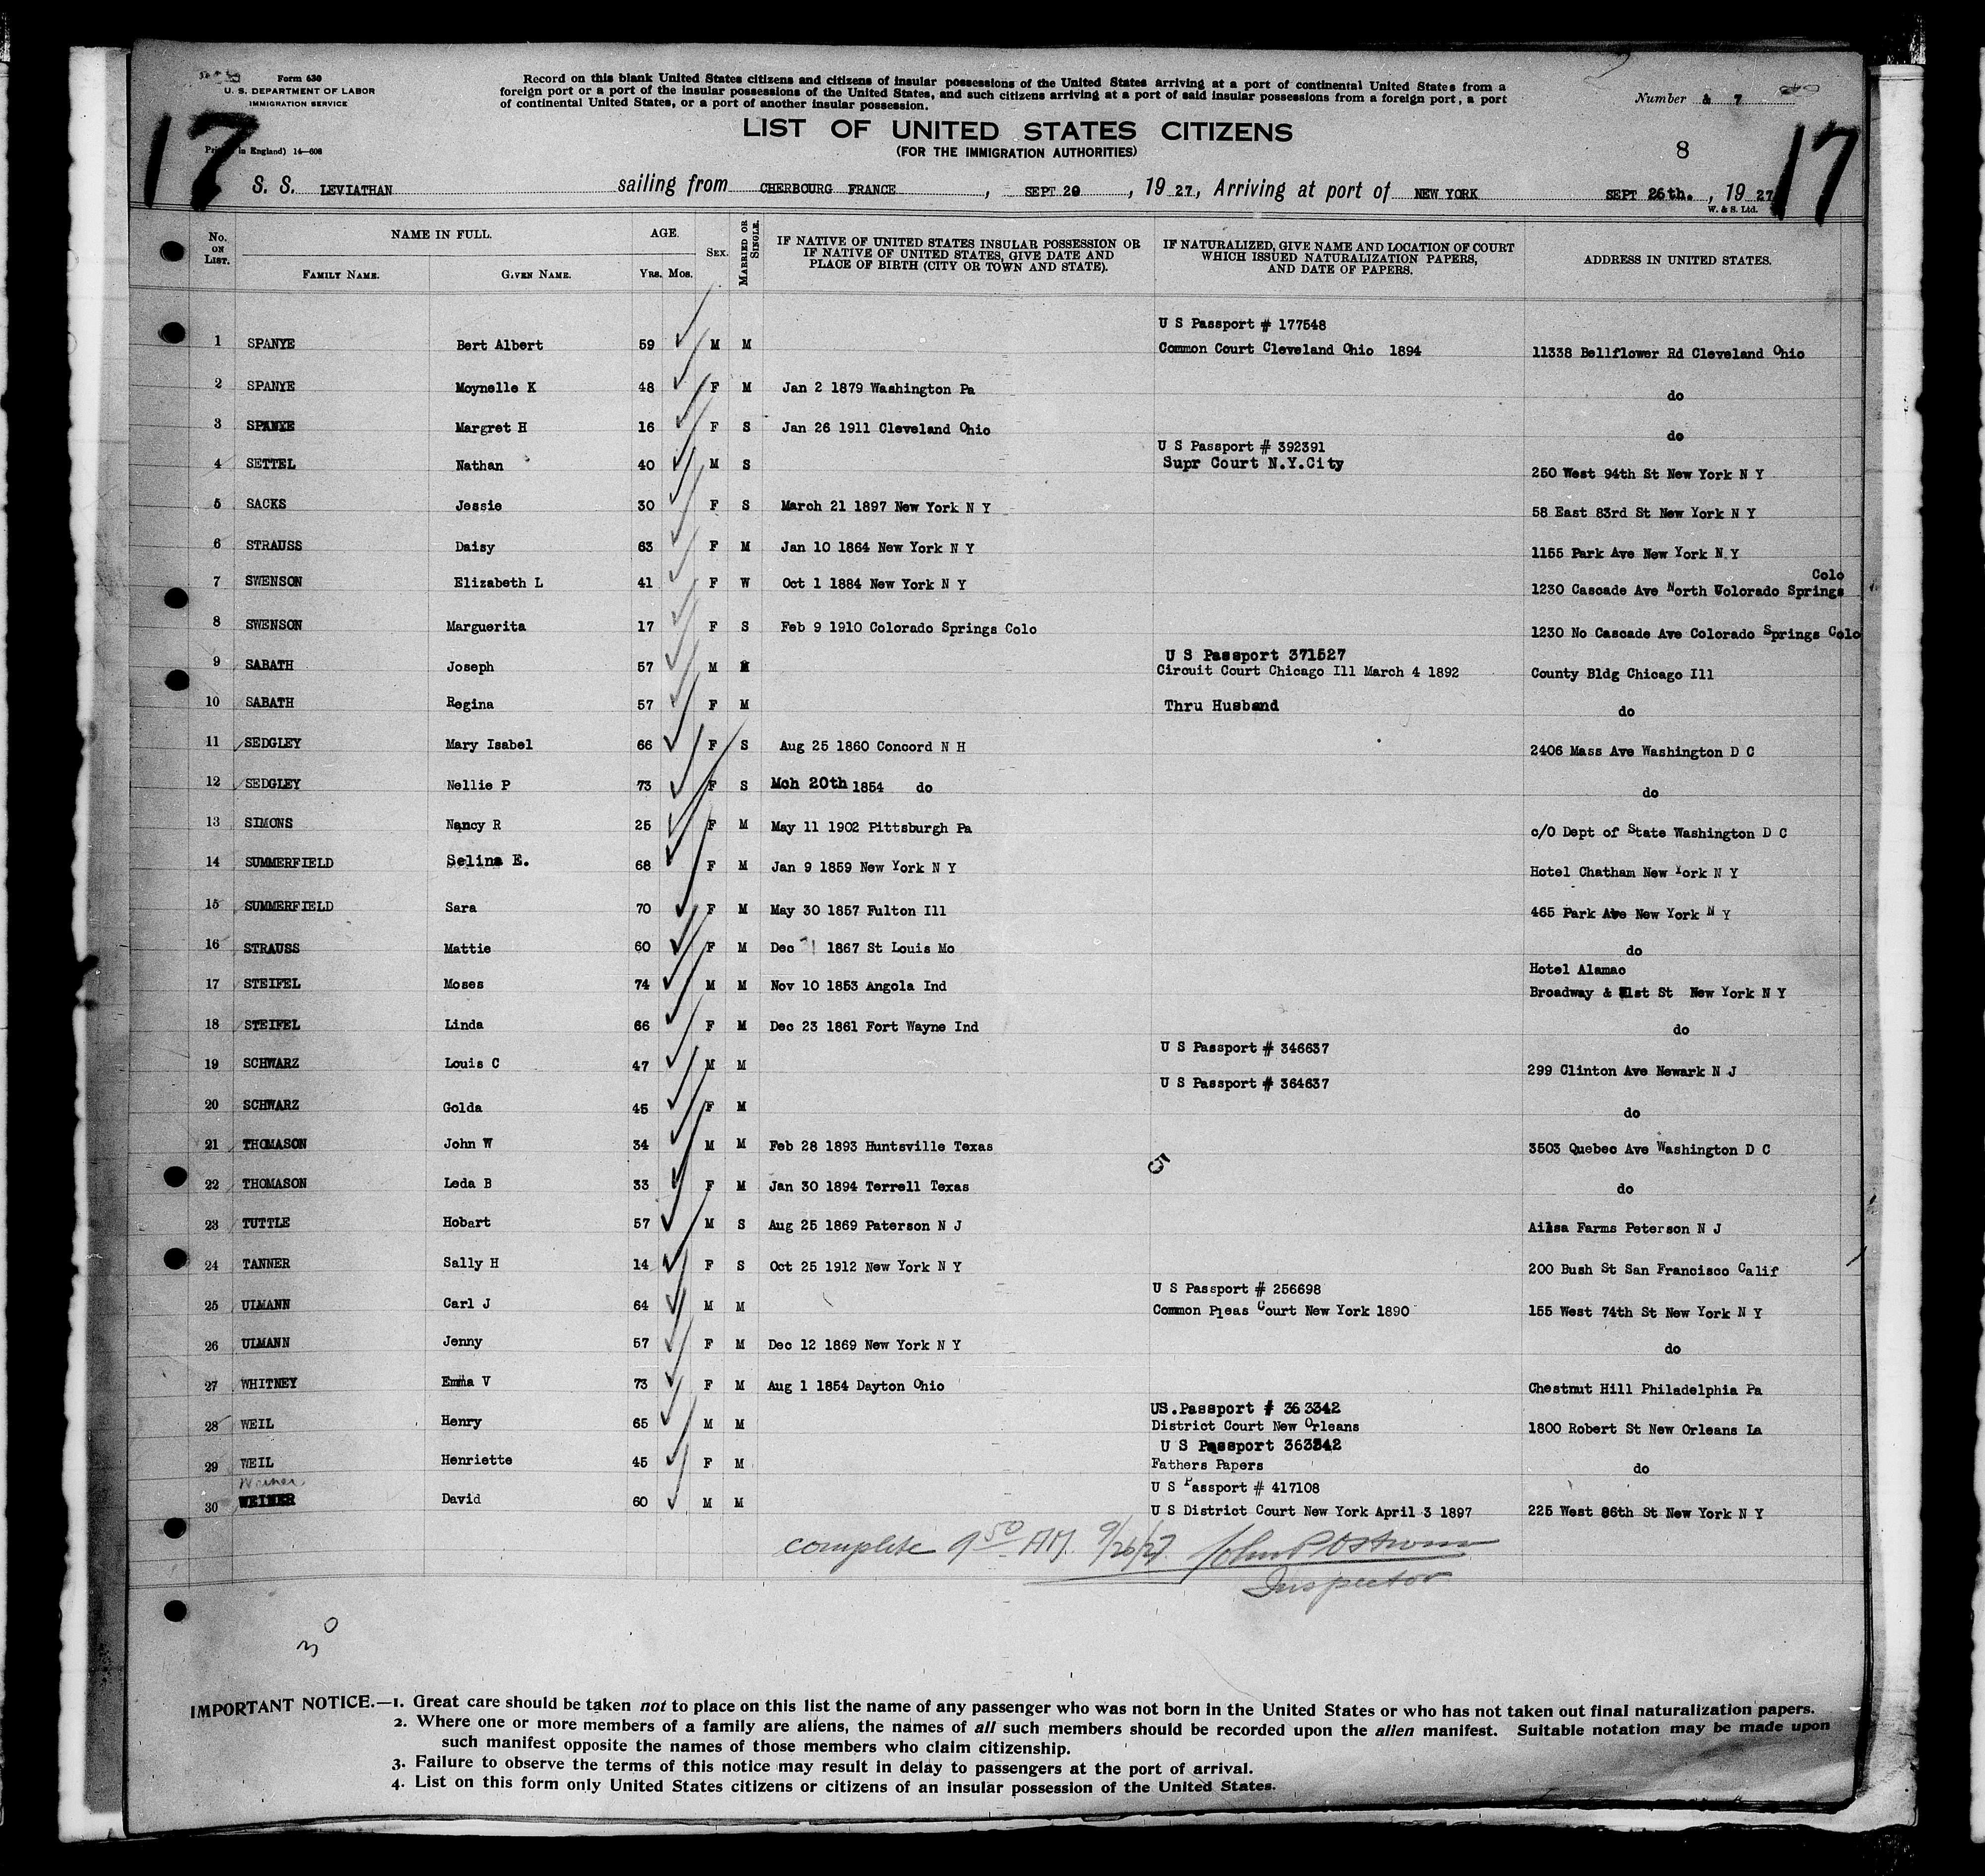 Form 630
U. S. DEPARTMENT OF LABOR
IMMIGRATION SERVICE
Record on this blank United States citizens and citizens of insular possessions of the United States arriving at a port of continental United States from a
foreign port or a port of the insular possessions of the United States, and such citizens arriving at a port of said insular possessions from a foreign port, a port
of continental United States, or a port of another insular possession.
Number 7
LIST OF UNITED STATES CITIZENS
(FOR THE IMMIGRATION AUTHORITIES)
in England) 14—608
17
8
17
S. S. LEVIATHAN sailing from CHERBOURG FRANCE, SEPT 20, 19 27, Arriving at port of NEW YORK SEPT 26th., 19 27
W. & S. Ltd.
No. ON LIST. NAME IN FULL. FAMILY NAME. GIVEN NAME. AGE. Yrs. Mos. SEX. MARRIED OR SINGLE. IF NATIVE OF UNITED STATES INSULAR POSSESSION OR IF NATIVE OF UNITED STATES, GIVE DATE AND PLACE OF BIRTH (CITY OR TOWN AND STATE). IF NATURALIZED, GIVE NAME AND LOCATION OF COURT WHICH ISSUED NATURALIZATION PAPERS, AND DATE OF PAPERS. ADDRESS IN UNITED STATES.
U S Passport # 177548
1 SPANYE Bert Albert 59 M M Common Court Cleveland Ohio 1894 11338 Bellflower Rd Cleveland Ohio
2 SPANYE Moynelle K 48 F M Jan 2 1879 Washington Pa do
3 SPANYE Margret H 16 F S Jan 26 1911 Cleveland Ohio do
U S Passport # 392391
4 SETTEL Nathan 40 M S Supr Court N.Y.City 250 West 94th St New York N Y
5 SACKS Jessie 30 F S March 21 1897 New York N Y 58 East 83rd St New York N Y
6 STRAUSS Daisy 63 F M Jan 10 1864 New York N Y 1155 Park Ave New York N.Y
Colo
7 SWENSON Elizabeth L 41 F W Oct 1 1884 New York N Y 1230 Cascade Ave North Colorado Springs
8 SWENSON Marguerita 17 F S Feb 9 1910 Colorado Springs Colo 1230 No Cascade Ave Colorado Springs Colo
U S Passport 371527
9 SABATH Joseph 57 M M Circuit Court Chicago Ill March 4 1892 County Bldg Chicago Ill
10 SABATH Regina 57 F M Thru Husband do
11 SEDGLEY Mary Isabel 66 F S Aug 25 1860 Concord N H 2406 Mass Ave Washington D C
12 SEDGLEY Nellie P 73 F S Mch 20th 1854 do do
13 SIMONS Nancy R 25 F M May 11 1902 Pittsburgh Pa c/O Dept of State Washington D C
14 SUMMERFIELD Selina E. 68 F M Jan 9 1859 New York N Y Hotel Chatham New York N Y
15 SUMMERFIELD Sara 70 F M May 30 1857 Fulton Ill 465 Park Ave New York N Y
16 STRAUSS Mattie 60 F M Dec 1867 St Louis Mo do
Hotel Alamac
17 STEIFEL Moses 74 M M Nov 10 1853 Angola Ind Broadway & 71st St New York N Y
18 STEIFEL Linda 66 F M Dec 23 1861 Fort Wayne Ind do
U S Passport # 346637
19 SCHWARZ Louis C 47 M M 299 Clinton Ave Newark N J
U S Passport # 364637
20 SCHWARZ Golda 45 F M do
21 THOMASON John W 34 M M Feb 28 1893 Huntsville Texas 3503 Quebec Ave Washington D C
5
22 THOMASON Leda B 33 F M Jan 30 1894 Terrell Texas do
23 TUTTLE Hobart 57 M S Aug 25 1869 Paterson N J Ailsa Farms Peterson N J
24 TANNER Sally H 14 F S Oct 25 1912 New York N Y 200 Bush St San Francisco Calif
U S Passport # 256698
25 ULMANN Carl J 64 M M Common Pleas Court New York 1890 155 West 74th St New York N Y
26 ULMANN Jenny 57 F M Dec 12 1869 New York N Y do
27 WHITNEY Emma V 73 F M Aug 1 1854 Dayton Ohio Chestnut Hill Philadelphia Pa
US.Passport # 363342
28 WEIL Henry 65 M M District Court New Orleans 1800 Robert St New Orleans La
U S Passport 363342
29 WEIL Henriette 45 F M Fathers Papers do
U S Passport # 417108
30 WEINER David 60 M M U S District Court New York April 3 1897 225 West 86th St New York N Y
complete 9 50 AM. 9/26/27.
Inspector
30
IMPORTANT NOTICE.—1. Great care should be taken not to place on this list the name of any passenger who was not born in the United States or who has not taken out final naturalization papers.
2. Where one or more members of a family are aliens, the names of all such members should be recorded upon the alien manifest. Suitable notation may be made upon
such manifest opposite the names of those members who claim citizenship.
3. Failure to observe the terms of this notice may result in delay to passengers at the port of arrival.
4. List on this form only United States citizens or citizens of an insular possession of the United States.